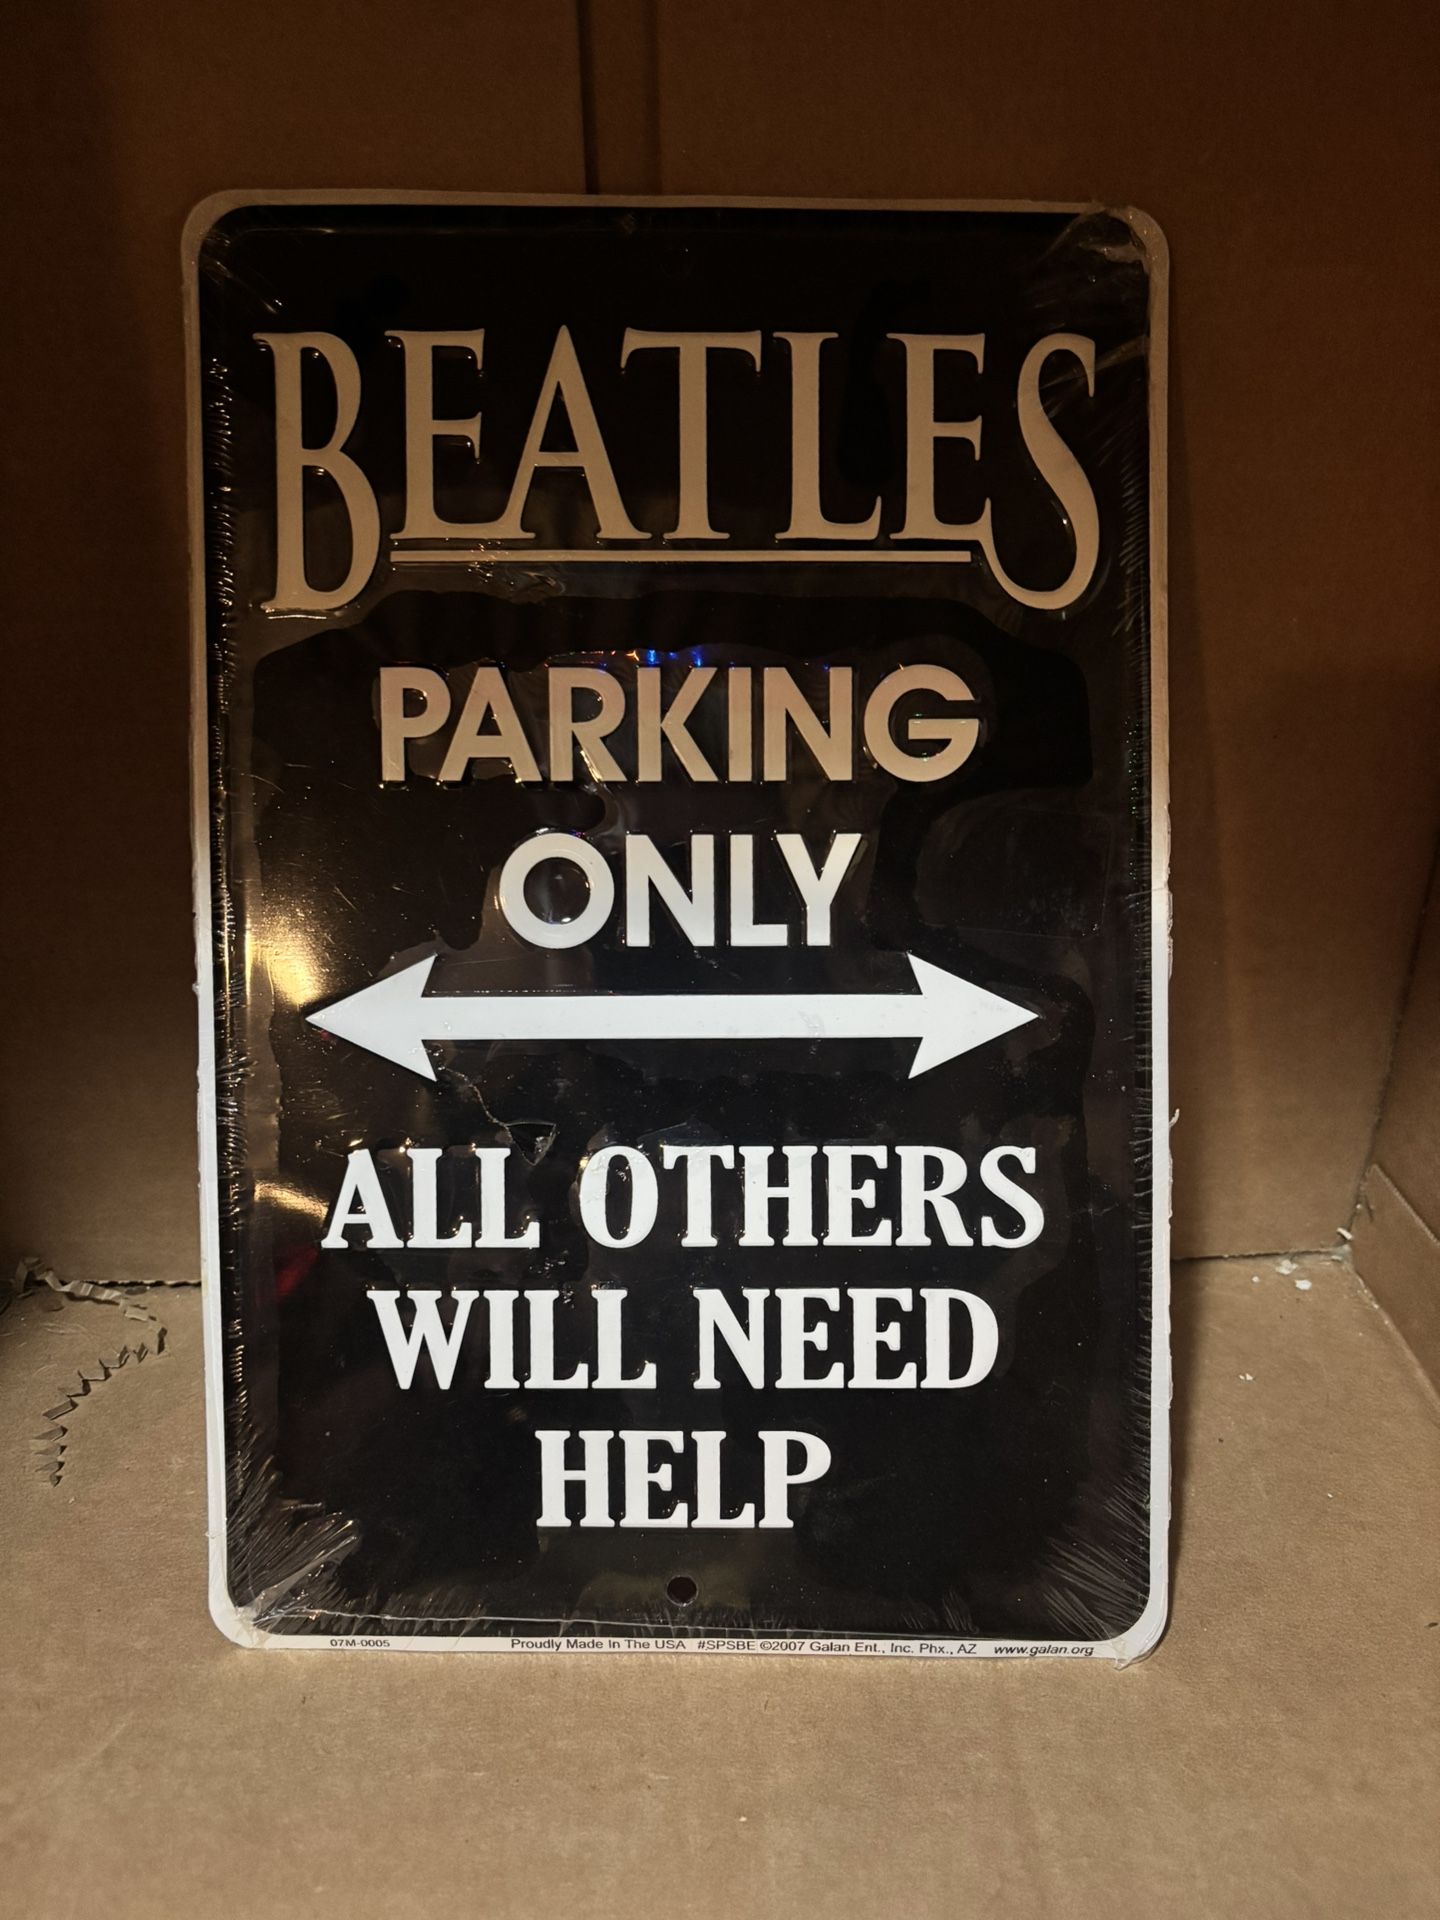 BEATLES
PARKING
ONLY
ALL OTHERS
WILL NEED
HELP
07M-0005 Proudly Made In The USA #SPSBE ©2007 Galan Ent., Inc. Phx., AZ www.galan.org